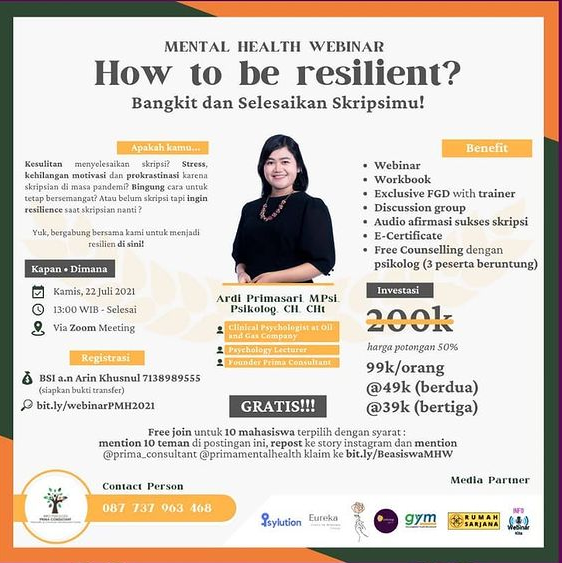 MENTAL HEALTH WEBINAR
How to be resilient?
Bangkit dan Selesaikan Skripsimu!
Apakah kamu...
Kesulitan menyelesaikan skripsi? Stress,
kehilangan motivasi dan prokrastinasi karena
skripsian di masa pandemi? Bingung cara untuk
tetap bersemangat? Atau belum skripsi tapi ingin
resilience saat skripsian nanti ?
Yuk, bergabung bersama kami untuk menjadi
resilien di sini!
Kapan • Dimana
Kamis, 22 Juli 2021
13:00 WIB - Selesai
Via Zoom Meeting
Registrasi
BSI a.n Arin Khusnul 7138989555
(siapkan bukti transfer)
bit.ly/webinarPMH2021
Ardi Primasari, MPsi,
Psikolog, CH, CHt
Clinical Psychologist at Oil
and Gas Company
Psychology Lecturer
Founder Prima Consultant
Benefit
• Webinar
• Workbook
• Exclusive FGD with trainer
• Discussion group
• Audio afirmasi sukses skripsi
• E-Certificate
• Free Counselling dengan
psikolog (3 peserta beruntung)
Investasi
200k
harga potongan 50%
99k/orang
@49k (berdua)
@39k (bertiga)
GRATIS!!!
Free join untuk 10 mahasiswa terpilih dengan syarat :
mention 10 teman di postingan ini, repost ke story instagram dan mention
@prima_consultant @primamentalhealth klaim ke bit.ly/BeasiswaMHW
Contact Person
087 737 963 468
PRIMA CONSULTANT
Media Partner
Psylution
Eureka
gym
RUMAH
SARJANA
INFO
Webinar
Kita